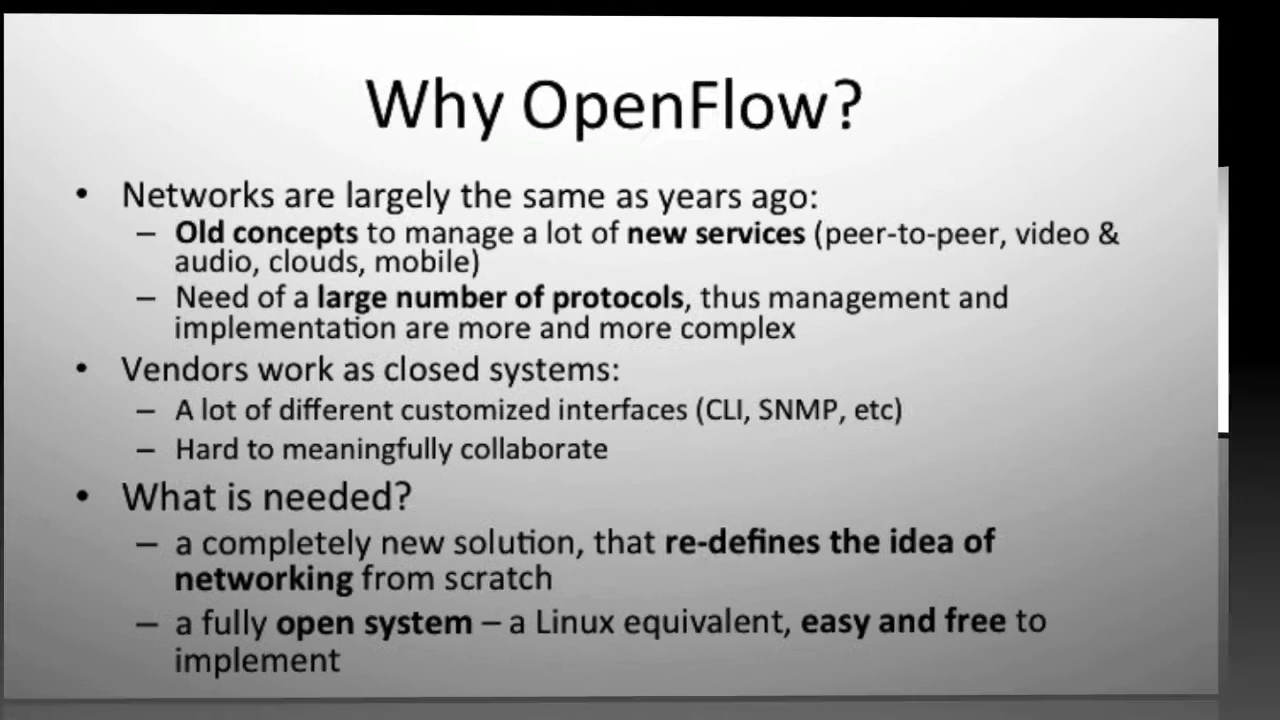 Why OpenFlow?
• Networks are largely the same as years ago:
– Old concepts to manage a lot of new services (peer-to-peer, video &
audio, clouds, mobile)
– Need of a large number of protocols, thus management and
implementation are more and more complex
• Vendors work as closed systems:
– A lot of different customized interfaces (CLI, SNMP, etc)
– Hard to meaningfully collaborate
• What is needed?
– a completely new solution, that re-defines the idea of
networking from scratch
– a fully open system – a Linux equivalent, easy and free to
implement